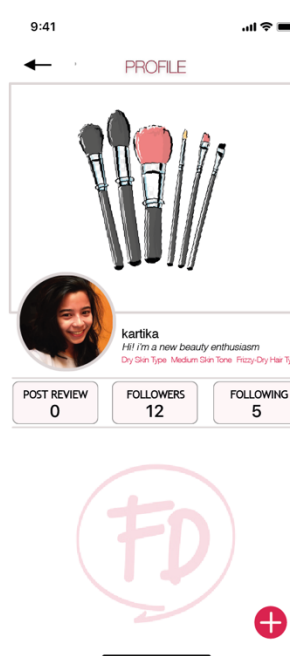 9:41
PROFILE
kartika
Hi! i'm a new beauty enthusiasm
Dry Skin Type Medium Skin Tone Frizzy-Dry Hair Ty
POST REVIEW FOLLOWERS FOLLOWING
0 12 5
FD